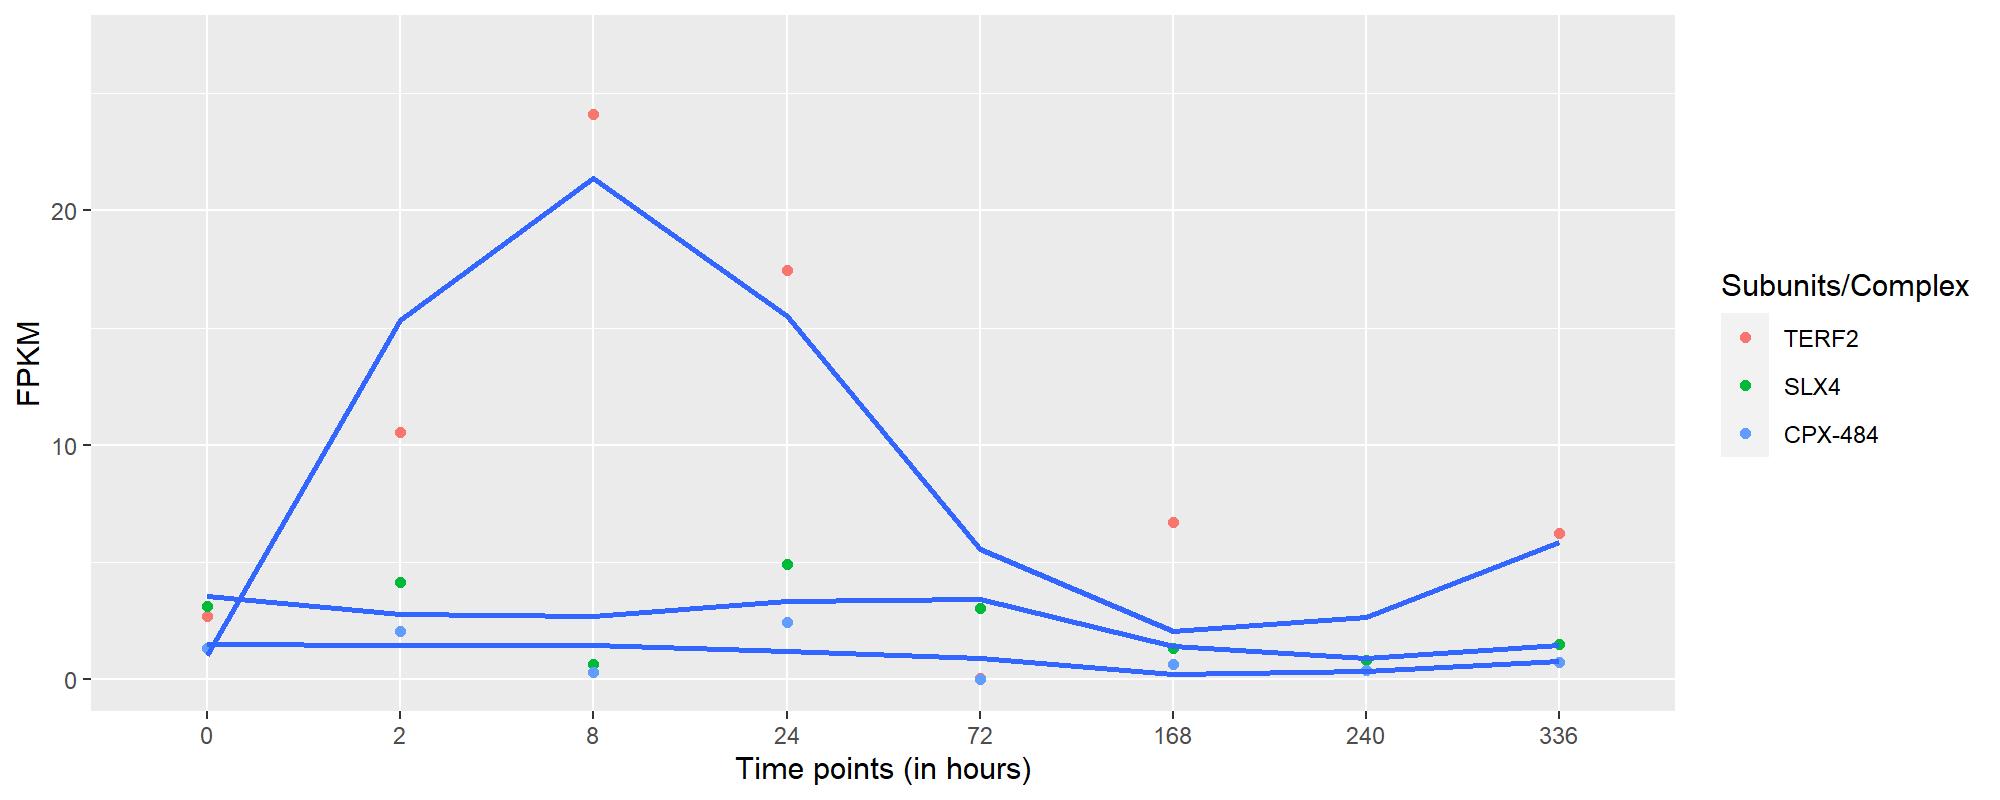 FPKM
20
10
0
0 2 8 24 72 168 240 336
Time points (in hours)
Subunits/Complex
TERF2
SLX4
CPX-484